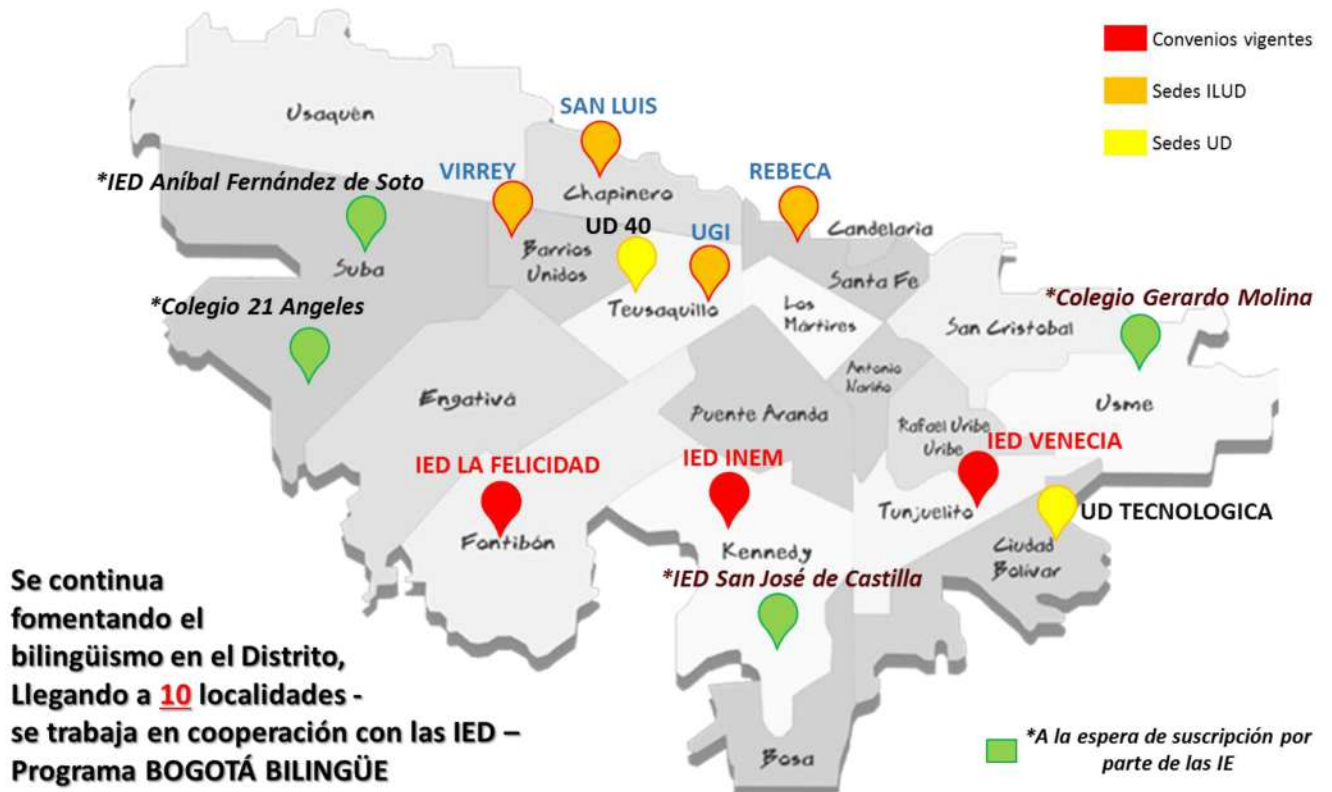 Convenios vigentes
Sedes ILUD
Sedes UD
Usaquén
SAN LUIS
*IED Aníbal Fernández de Soto
VIRREY
REBECA
Chapinero
UD 40
UGI
Candelaria
Barrios
Unidos
Suba
Santa Fe
*Colegio 21 Angeles
*Colegio Gerardo Molina
Teusaquillo
Los
Mártires
San Cristobal
Antonio
Nariño
Engativá
Puente Aranda
Usme
Rafael Uribe
Uribe
IED VENECIA
IED LA FELICIDAD
IED INEM
Tunjuelito
UD TECNOLOGICA
Fontibón
Kennedy
Ciudad
Bolívar
*IED San José de Castilla
Se continua
fomentando el
bilingüismo en el Distrito,
Llegando a 10 localidades -
se trabaja en cooperación con las IED –
Programa BOGOTÁ BILINGÜE
Bosa
*A la espera de suscripción por
parte de las IE